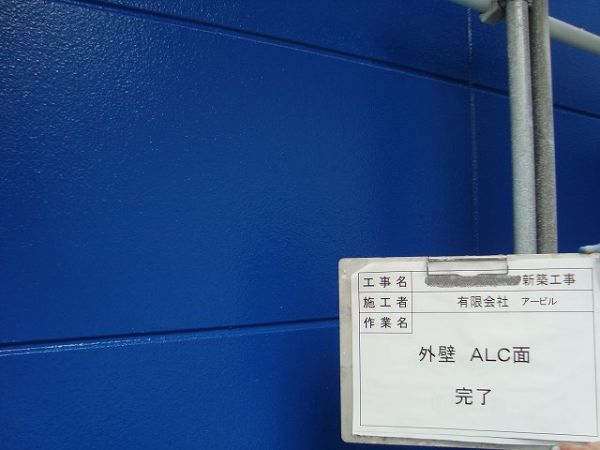 工事名 新築工事
施工者 有限会社 アービル
作業名
外壁 ALC面
完了